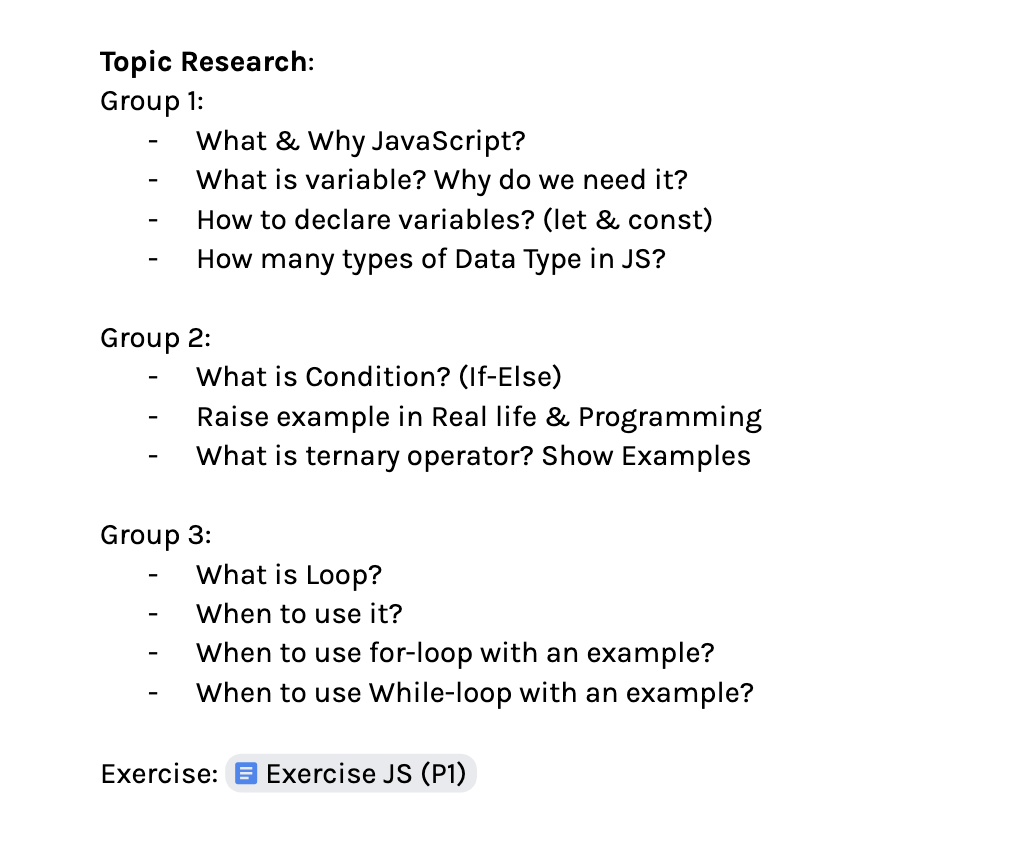 Topic Research:
Group 1:
- What & Why JavaScript?
- What is variable? Why do we need it?
- How to declare variables? (let & const)
- How many types of Data Type in JS?
Group 2:
- What is Condition? (If-Else)
- Raise example in Real life & Programming
- What is ternary operator? Show Examples
Group 3:
- What is Loop?
- When to use it?
- When to use for-loop with an example?
- When to use While-loop with an example?
Exercise: Exercise JS (P1)